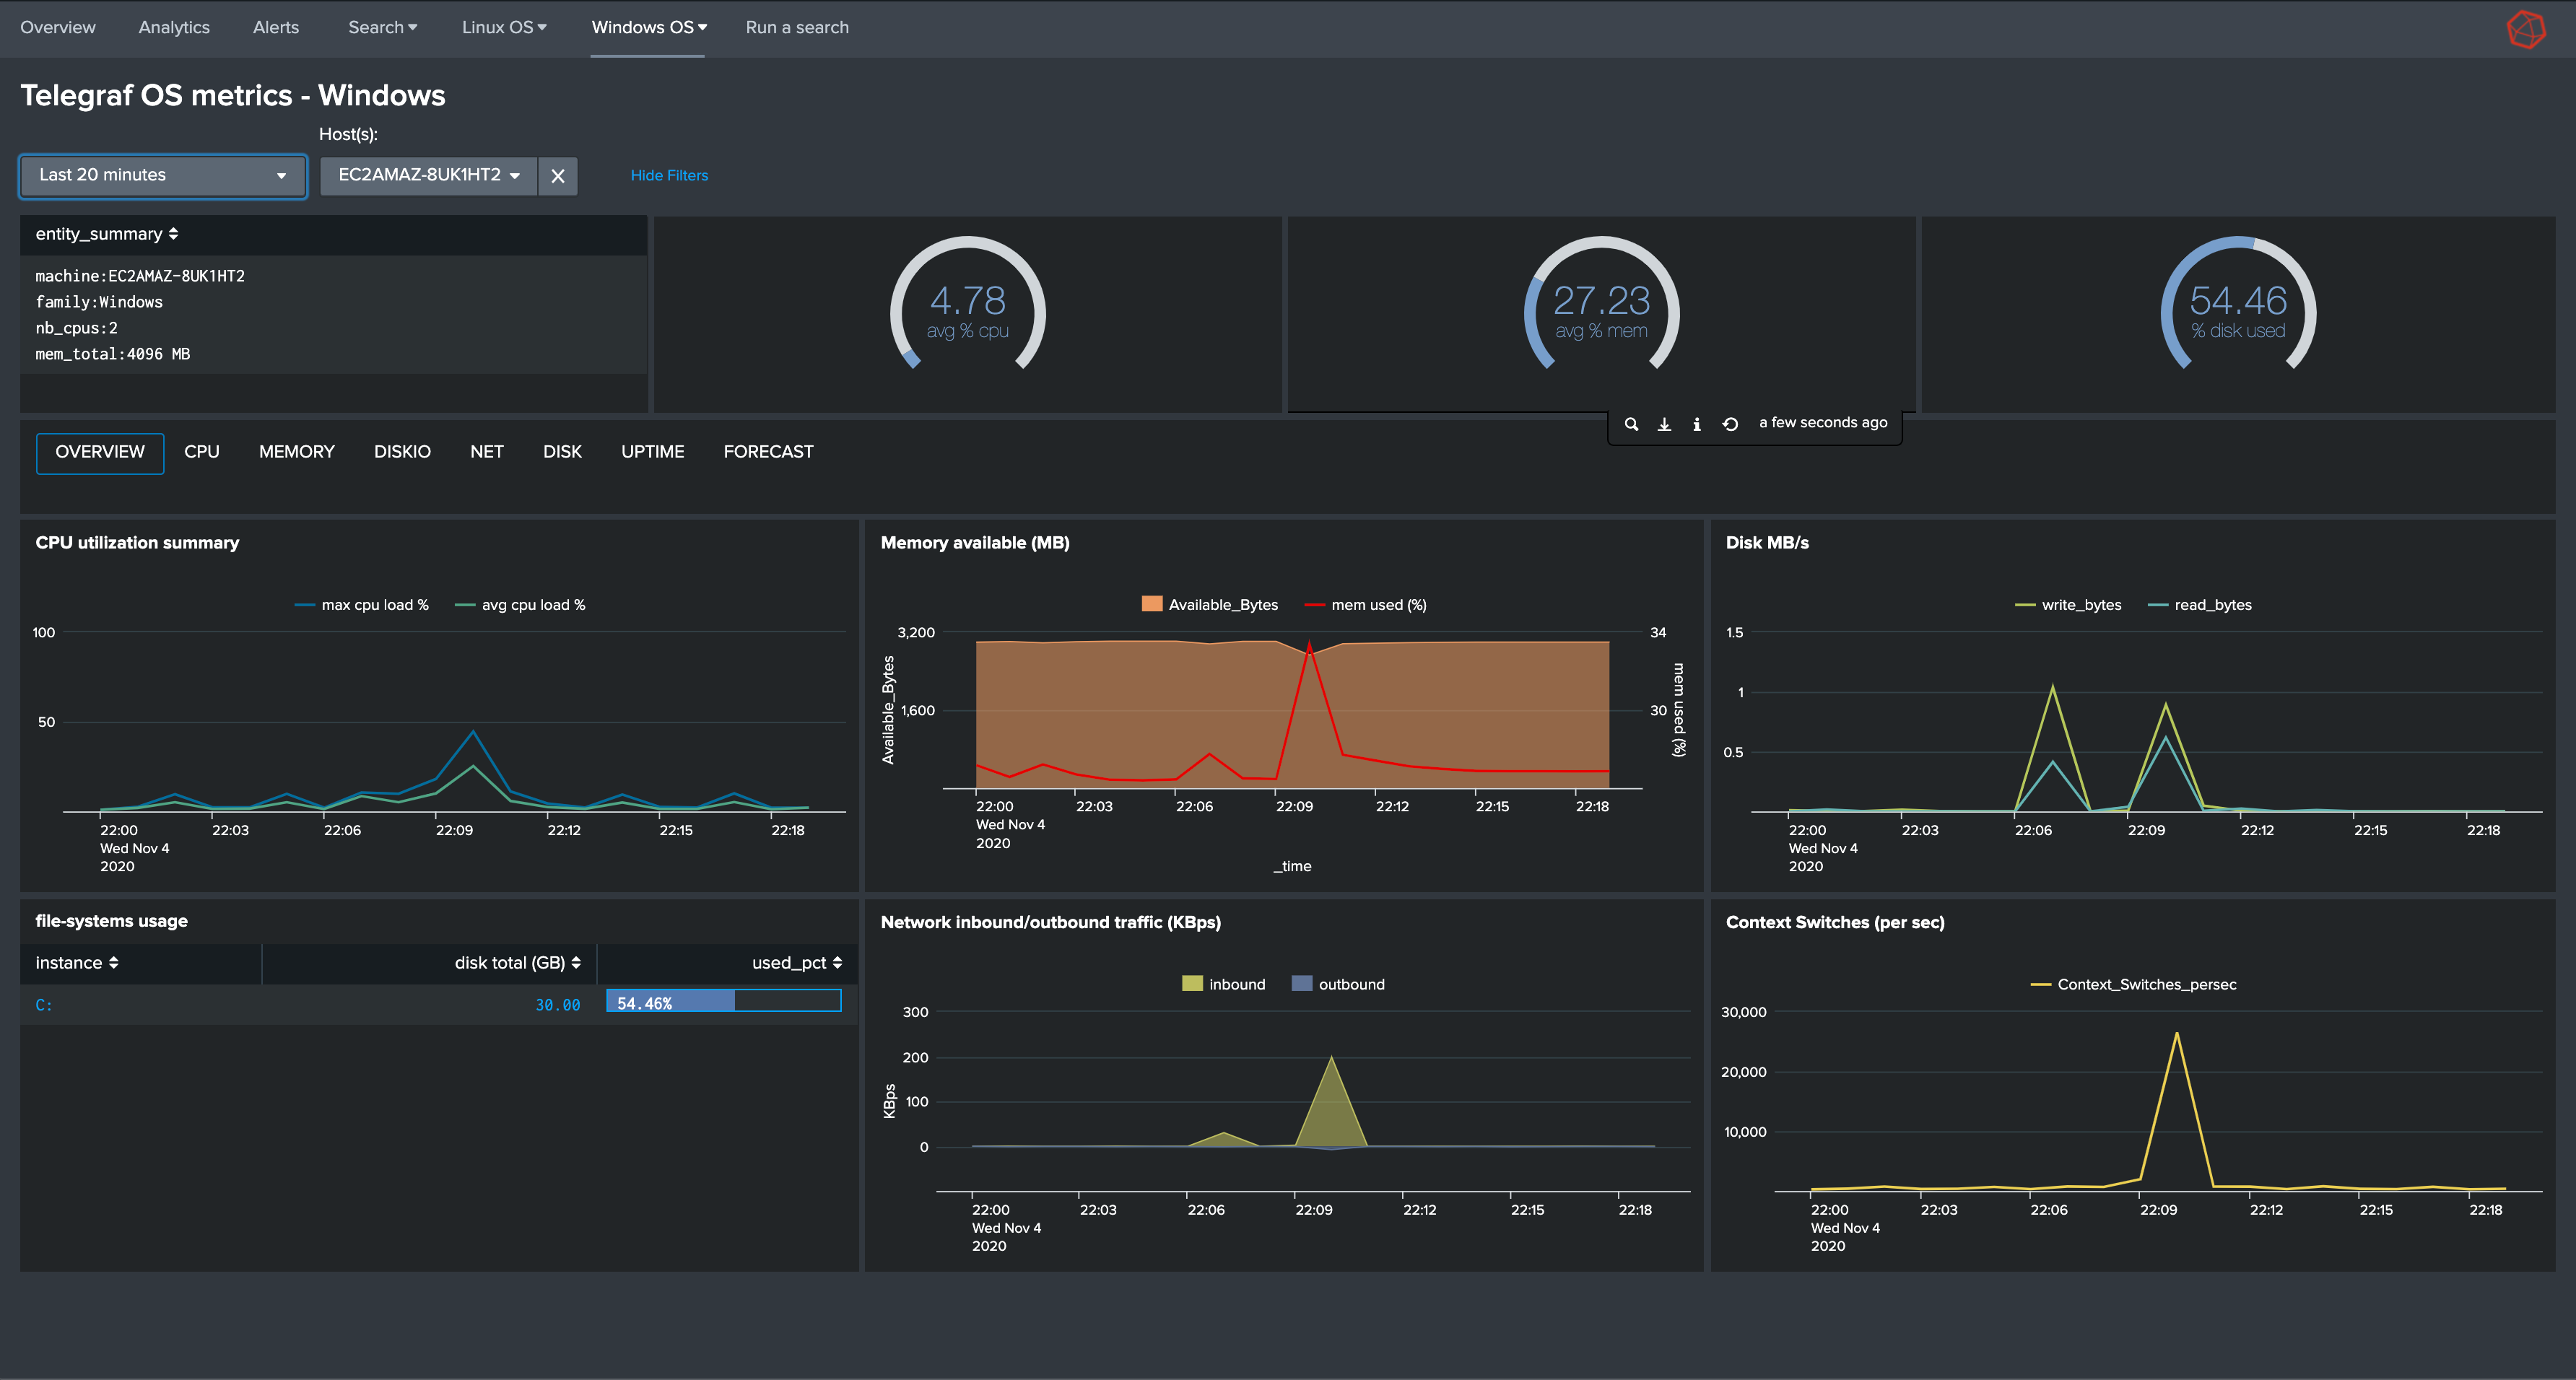 Overview Analytics Alerts Search Linux OS Windows OS Run a search
Telegraf OS metrics - Windows
Host(s):
Last 20 minutes EC2AMAZ-8UK1HT2 Hide Filters
entity_summary
machine:EC2AMAZ-8UK1HT2
family:Windows
nb_cpus:2
mem_total:4096 MB
4.78
avg % cpu
27.23
avg % mem
54.46
% disk used
a few seconds ago
OVERVIEW CPU MEMORY DISKIO NET DISK UPTIME FORECAST
CPU utilization summary
max cpu load % avg cpu load %
100
50
22:00 22:03 22:06 22:09 22:12 22:15 22:18
Wed Nov 4
2020
Memory available (MB)
Available_Bytes mem used (%)
3,200 34
Available_Bytes
mem used (%)
1,600 30
22:00 22:03 22:06 22:09 22:12 22:15 22:18
Wed Nov 4
2020
_time
Disk MB/s
write_bytes read_bytes
1.5
1
0.5
22:00 22:03 22:06 22:09 22:12 22:15 22:18
Wed Nov 4
2020
file-systems usage
instance disk total (GB) used_pct
C: 30.00 54.46%
Network inbound/outbound traffic (KBps)
inbound outbound
300
200
KBps
100
0
22:00 22:03 22:06 22:09 22:12 22:15 22:18
Wed Nov 4
2020
Context Switches (per sec)
Context_Switches_persec
30,000
20,000
10,000
22:00 22:03 22:06 22:09 22:12 22:15 22:18
Wed Nov 4
2020